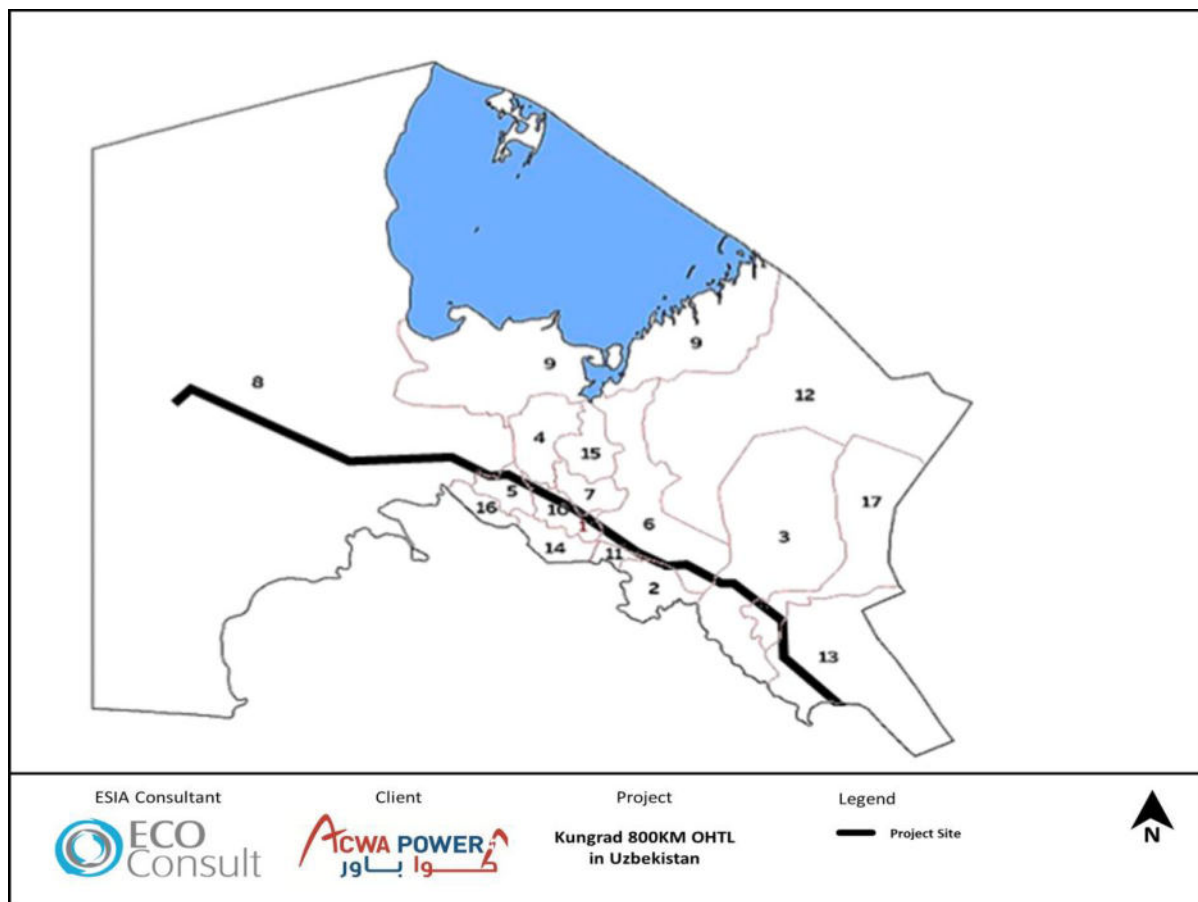 8
9
9
12
4
15
17
5
7
16
10
1
6
3
14
11
2
13
ESIA Consultant
Client
Project
Legend
ECO
Consult
ACWA POWER
أكوا باور
Kungrad 800KM OHTL
in Uzbekistan
Project Site
N